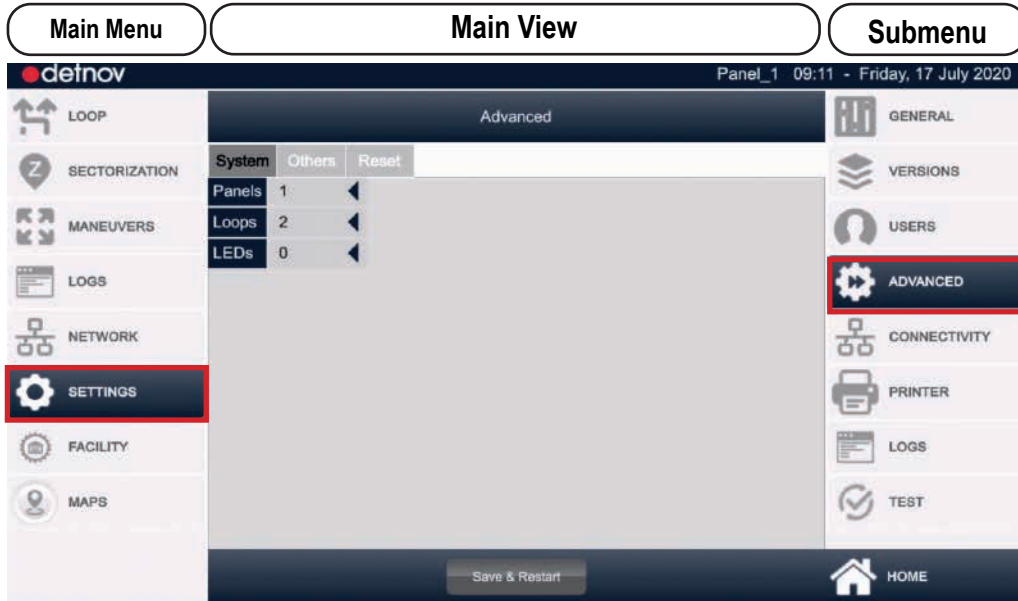 Main Menu
Main View
Submenu
detnov
Panel_1 09:11 - Friday, 17 July 2020
LOOP
SECTORIZATION
MANEUVERS
LOGS
NETWORK
SETTINGS
FACILITY
MAPS
Advanced
System Others Reset
Panels 1
Loops 2
LEDs 0
Save & Restart
GENERAL
VERSIONS
USERS
ADVANCED
CONNECTIVITY
PRINTER
LOGS
TEST
HOME